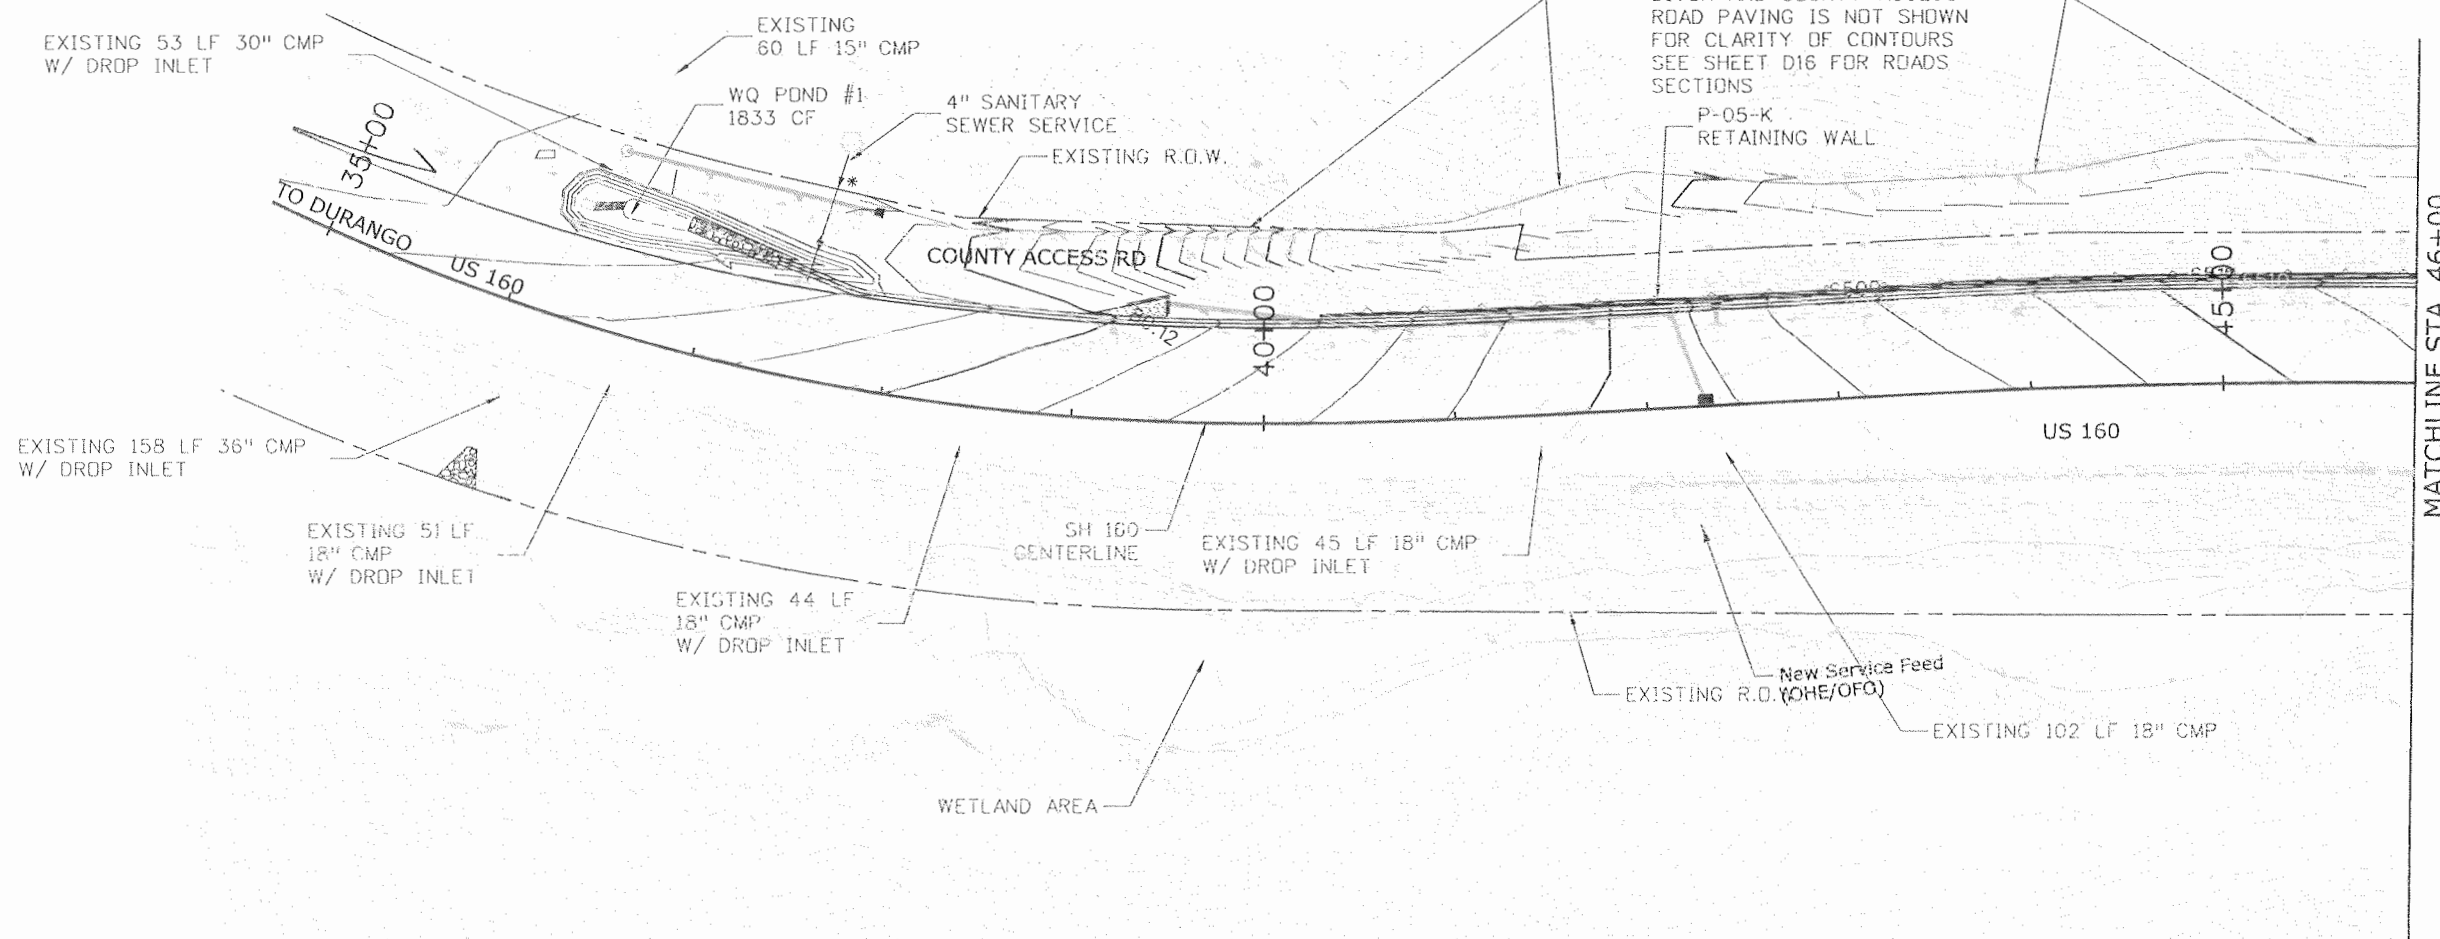 EXISTING 53 LF 30" CMP
W/ DROP INLET
EXISTING
60 LF 15" CMP
WQ POND #1
1833 CF
4" SANITARY
SEWER SERVICE
*
EXISTING R.O.W.
ROAD PAVING IS NOT SHOWN
FOR CLARITY OF CONTOURS
SEE SHEET D16 FOR ROADS
SECTIONS
P-05-K
RETAINING WALL
35+00
TO DURANGO
US 160
COUNTY ACCESS RD
40+00
45+00
US 160
MATCHLINE STA. 46+00
EXISTING 158 LF 36" CMP
W/ DROP INLET
EXISTING 51 LF
18" CMP
W/ DROP INLET
EXISTING 44 LF
18" CMP
W/ DROP INLET
SH 160
CENTERLINE
EXISTING 45 LF 18" CMP
W/ DROP INLET
New Service Feed
(OHE/OFO)
EXISTING R.O.
EXISTING 102 LF 18" CMP
WETLAND AREA